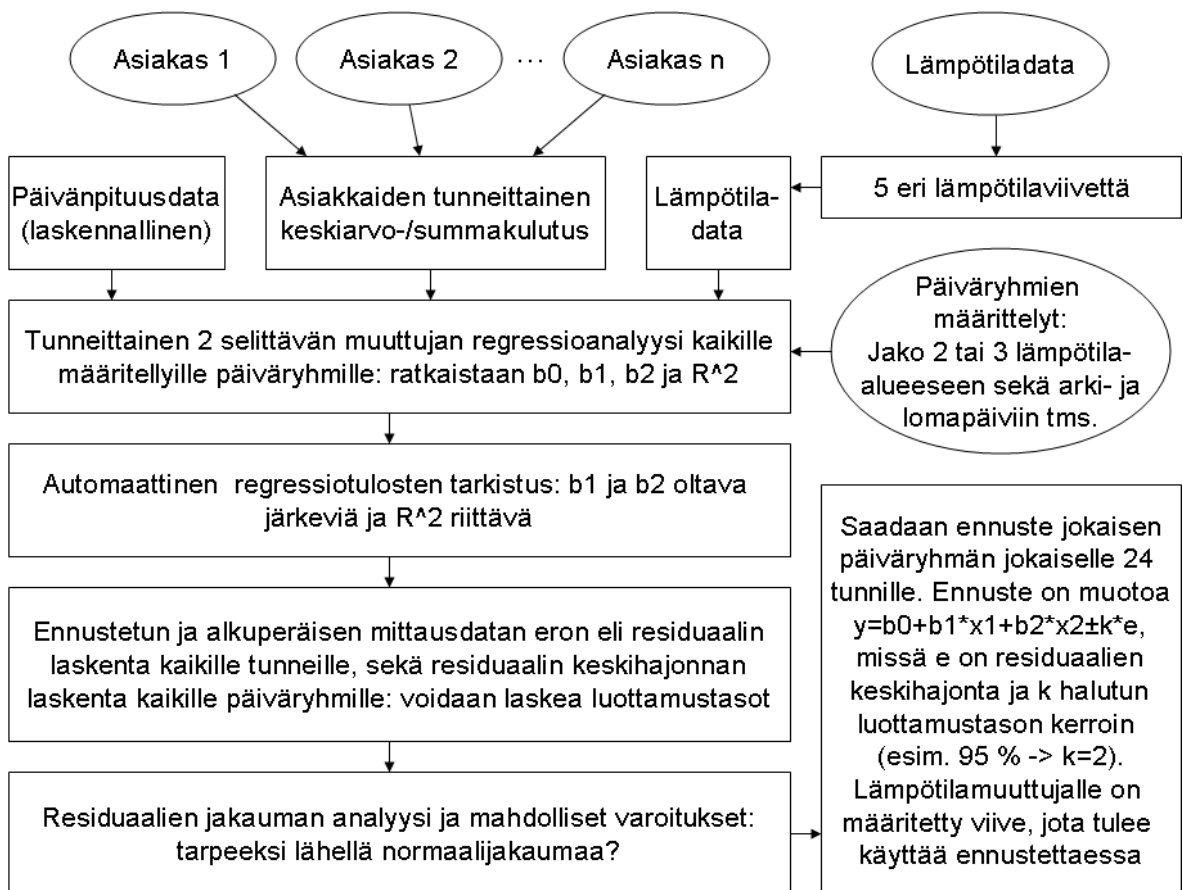 Asiakas 1
Asiakas 2
...
Asiakas n
Lämpötiladata
Päivänpituusdata
(laskennallinen)
Asiakkaiden tunneittainen
keskiarvo-/summakulutus
Lämpötila-
data
5 eri lämpötilaviivettä
Tunneittainen 2 selittävän muuttujan regressioanalyysi kaikille
määritellyille päiväryhmille: ratkaistaan b0, b1, b2 ja R^2
Päiväryhmien
määrittelyt:
Jako 2 tai 3 lämpötila-
alueeseen sekä arki- ja
lomapäiviin tms.
Automaattinen  regressiotulosten tarkistus: b1 ja b2 oltava
järkeviä ja R^2 riittävä
Ennustetun ja alkuperäisen mittausdatan eron eli residuaalin
laskenta kaikille tunneille, sekä residuaalin keskihajonnan
laskenta kaikille päiväryhmille: voidaan laskea luottamustasot
Residuaalien jakauman analyysi ja mahdolliset varoitukset:
tarpeeksi lähellä normaalijakaumaa?
Saadaan ennuste jokaisen
päiväryhmän jokaiselle 24
tunnille. Ennuste on muotoa
y=b0+b1*x1+b2*x2±k*e,
missä e on residuaalien
keskihajonta ja k halutun
luottamustason kerroin
(esim. 95 % -> k=2).
Lämpötilamuuttujalle on
määritetty viive, jota tulee
käyttää ennustettaessa